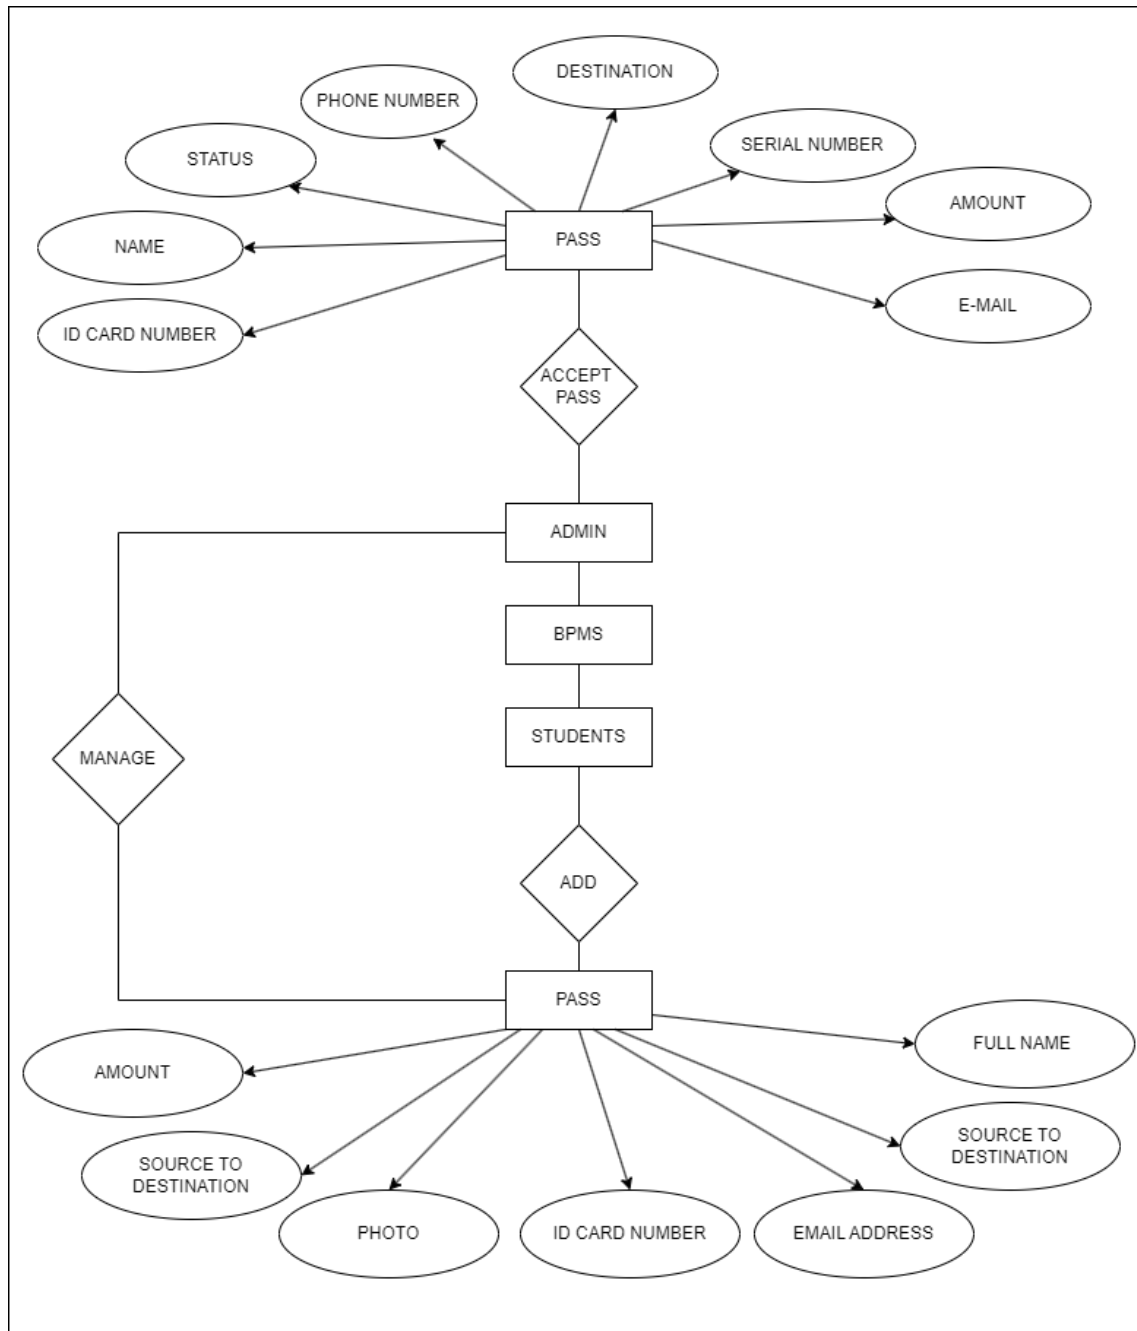 DESTINATION
PHONE NUMBER
SERIAL NUMBER
STATUS
AMOUNT
PASS
NAME
E-MAIL
ID CARD NUMBER
ACCEPT
PASS
ADMIN
BPMS
STUDENTS
MANAGE
ADD
PASS
FULL NAME
AMOUNT
SOURCE TO
DESTINATION
SOURCE TO
DESTINATION
PHOTO
ID CARD NUMBER
EMAIL ADDRESS